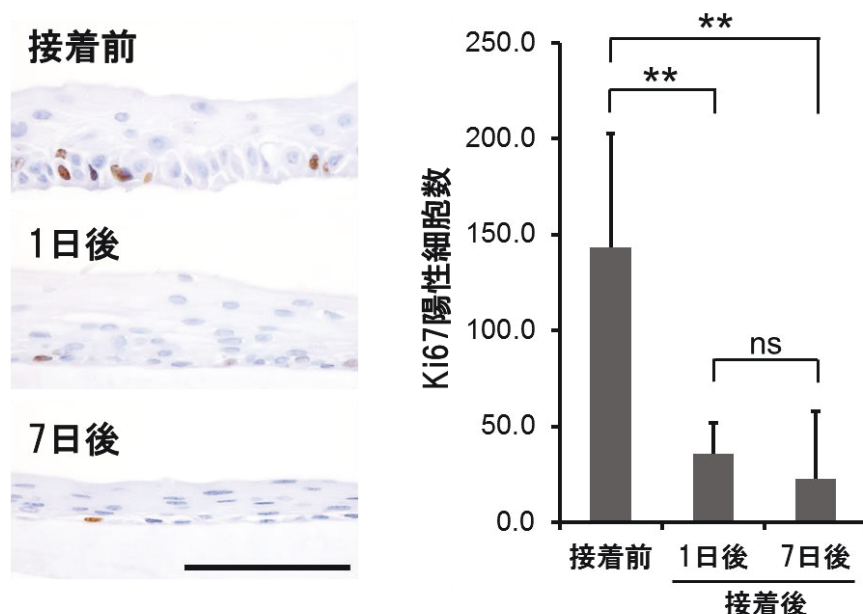 接着前
1日後
7日後
Ki67陽性細胞数
250.0
200.0
150.0
100.0
50.0
0.0
**
**
ns
接着前 1日後 7日後
接着後